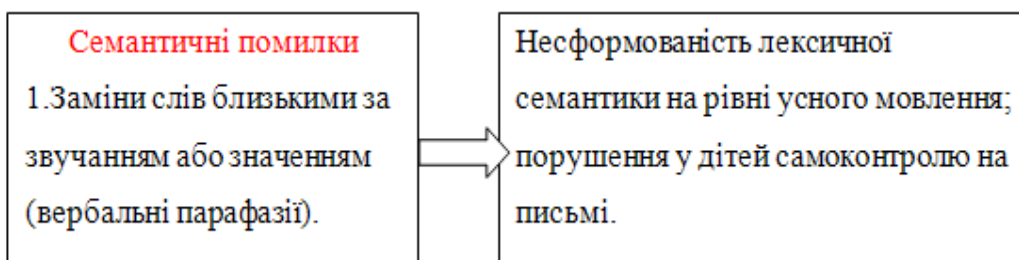 Семантичні помилки
1.Заміни слів близькими за
звучанням або значенням
(вербальні парафазії).
Несформованість лексичної
семантики на рівні усного мовлення;
порушення у дітей самоконтролю на
письмі.